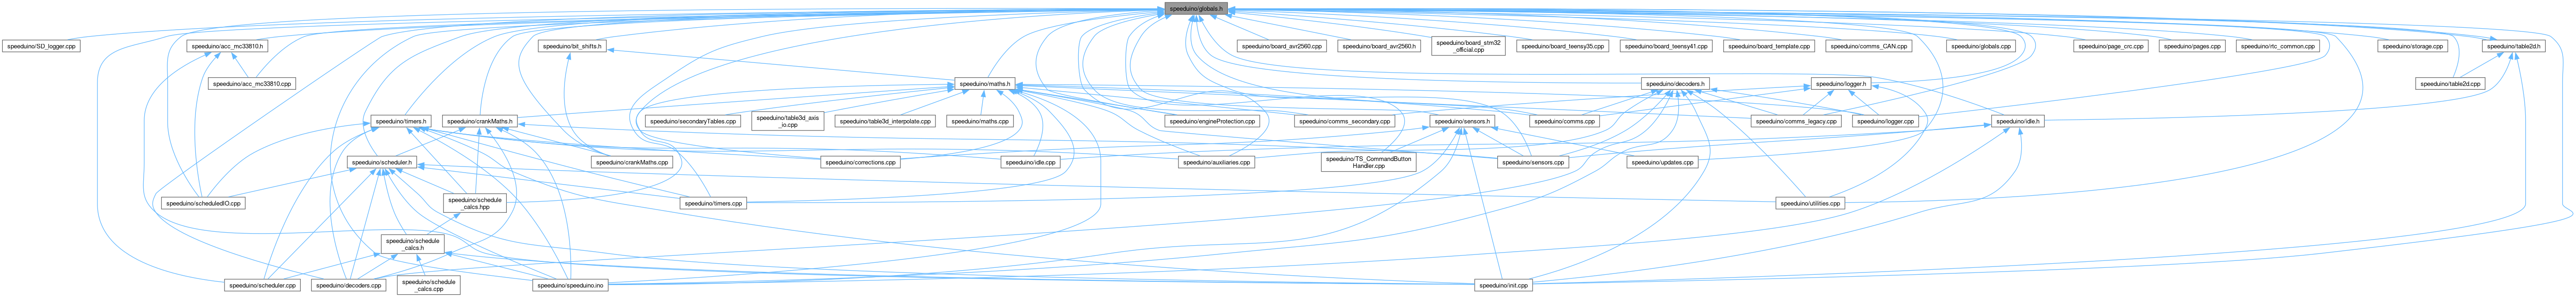 speeduino/globals.h
speeduino/SD_logger.cpp
speeduino/acc_mc33810.h
speeduino/bit_shifts.h
speeduino/board_avr2560.cpp
speeduino/board_avr2560.h
speeduino/board_stm32
_official.cpp
speeduino/board_teensy35.cpp
speeduino/board_teensy41.cpp
speeduino/board_template.cpp
speeduino/comms_CAN.cpp
speeduino/globals.cpp
speeduino/page_crc.cpp
speeduino/pages.cpp
speeduino/rtc_common.cpp
speeduino/storage.cpp
speeduino/table2d.h
speeduino/acc_mc33810.cpp
speeduino/maths.h
speeduino/decoders.h
speeduino/logger.h
speeduino/table2d.cpp
speeduino/timers.h
speeduino/crankMaths.h
speeduino/secondaryTables.cpp
speeduino/table3d_axis
_io.cpp
speeduino/table3d_interpolate.cpp
speeduino/maths.cpp
speeduino/engineProtection.cpp
speeduino/comms_secondary.cpp
speeduino/sensors.h
speeduino/comms.cpp
speeduino/comms_legacy.cpp
speeduino/logger.cpp
speeduino/idle.h
speeduino/scheduler.h
speeduino/crankMaths.cpp
speeduino/corrections.cpp
speeduino/idle.cpp
speeduino/auxiliaries.cpp
speeduino/TS_CommandButton
Handler.cpp
speeduino/sensors.cpp
speeduino/updates.cpp
speeduino/scheduledIO.cpp
speeduino/schedule
_calcs.hpp
speeduino/timers.cpp
speeduino/utilities.cpp
speeduino/schedule
_calcs.h
speeduino/scheduler.cpp
speeduino/decoders.cpp
speeduino/schedule
_calcs.cpp
speeduino/speeduino.ino
speeduino/init.cpp